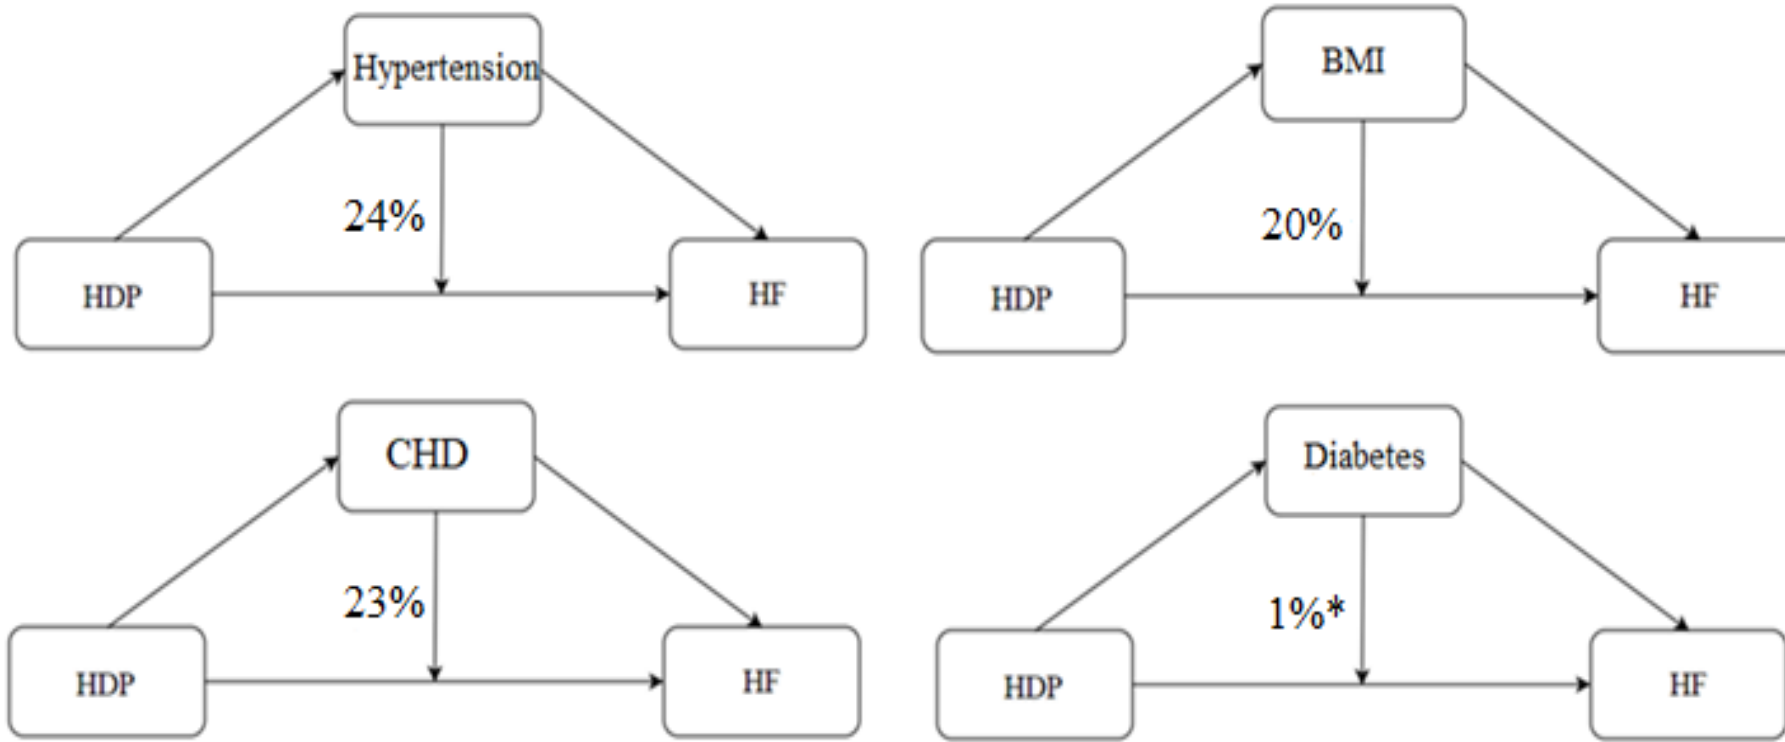 Hypertension
24%
HDP
HF
BMI
20%
HDP
HF
CHD
23%
HDP
HF
Diabetes
1%*
HDP
HF